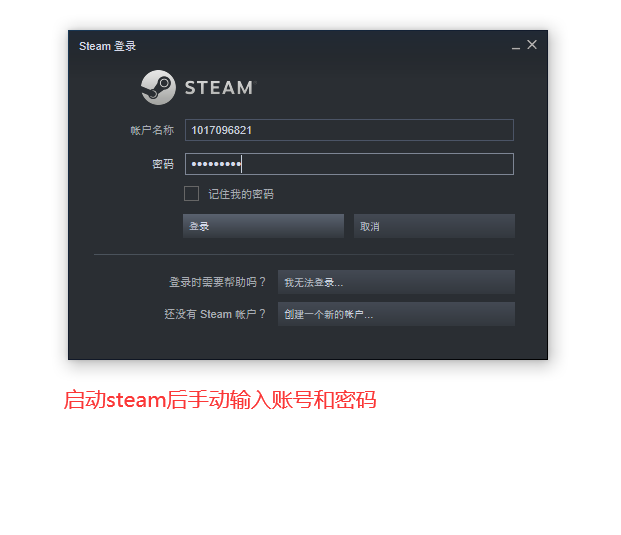 Steam 登录
STEAM
帐户名称 1017096821
密码 •••••••••
记住我的密码
登录 取消
登录时需要帮助吗？ 我无法登录...
还没有 Steam 帐户？ 创建一个新的帐户...
启动steam后手动输入账号和密码